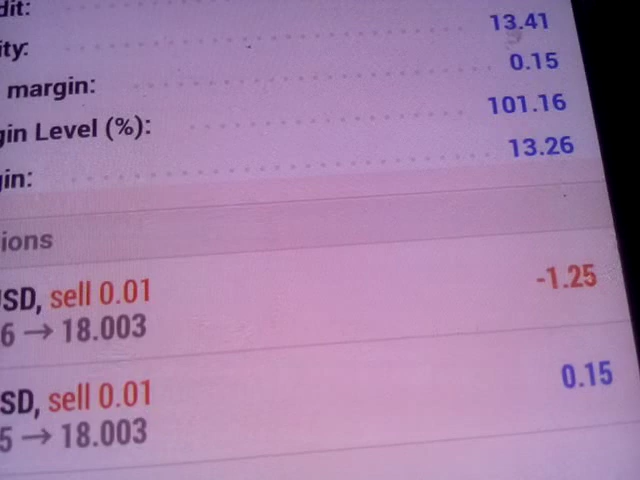 dit:
ity: 13.41
margin: 0.15
gin Level (%): 101.16
gin: 13.26
ions
SD, sell 0.01 -1.25
6 → 18.003
SD, sell 0.01 0.15
5 → 18.003